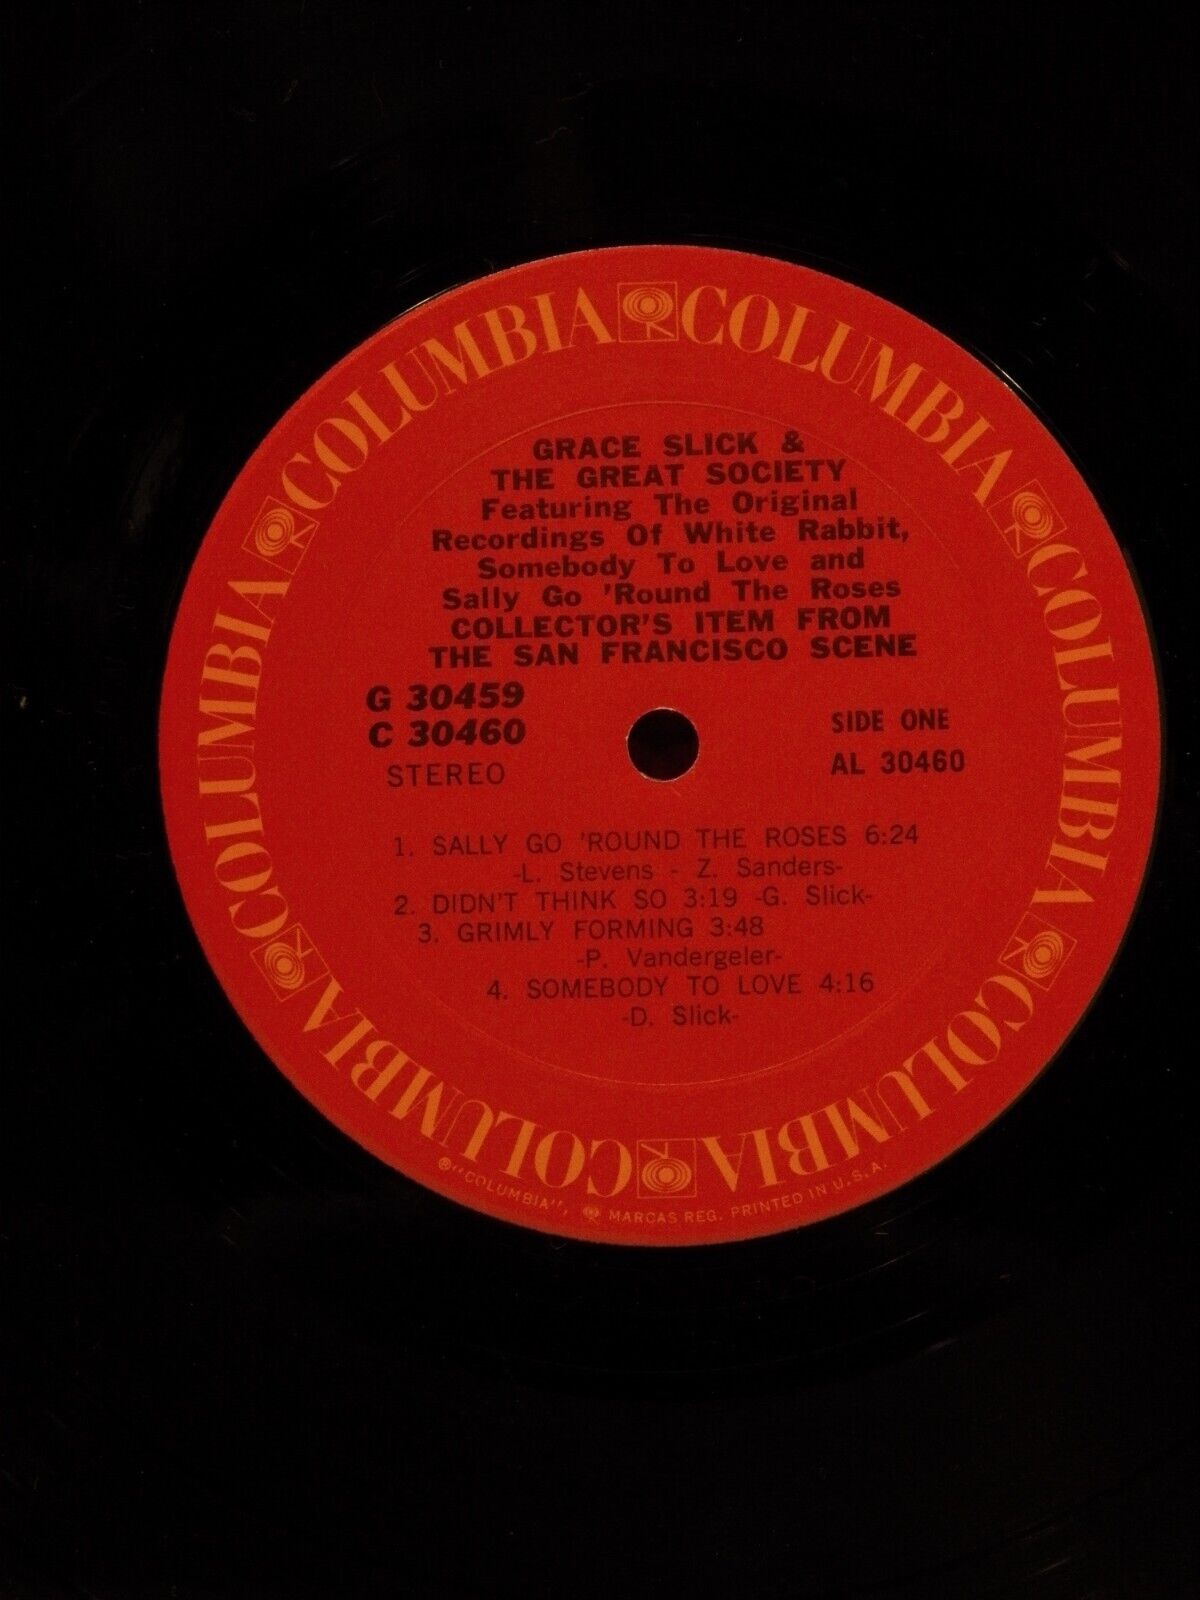 COLUMBIA COLUMBIA COLUMBIA COLUMBIA COLUMBIA COLUMBIA COLUMBIA COLUMBIA
GRACE SLICK &
THE GREAT SOCIETY
Featuring The Original
Recordings Of White Rabbit,
Somebody To Love and
Sally Go 'Round The Roses
COLLECTOR'S ITEM FROM
THE SAN FRANCISCO SCENE
G 30459
C 30460
STEREO
SIDE ONE
AL 30460
1. SALLY GO 'ROUND THE ROSES 6:24
-L. Stevens - Z. Sanders-
2. DIDN'T THINK SO 3:19 -G. Slick-
3. GRIMLY FORMING 3:48
-P. Vandergeler-
4. SOMEBODY TO LOVE 4:16
-D. Slick-
®"COLUMBIA", MARCAS REG. PRINTED IN U.S.A.